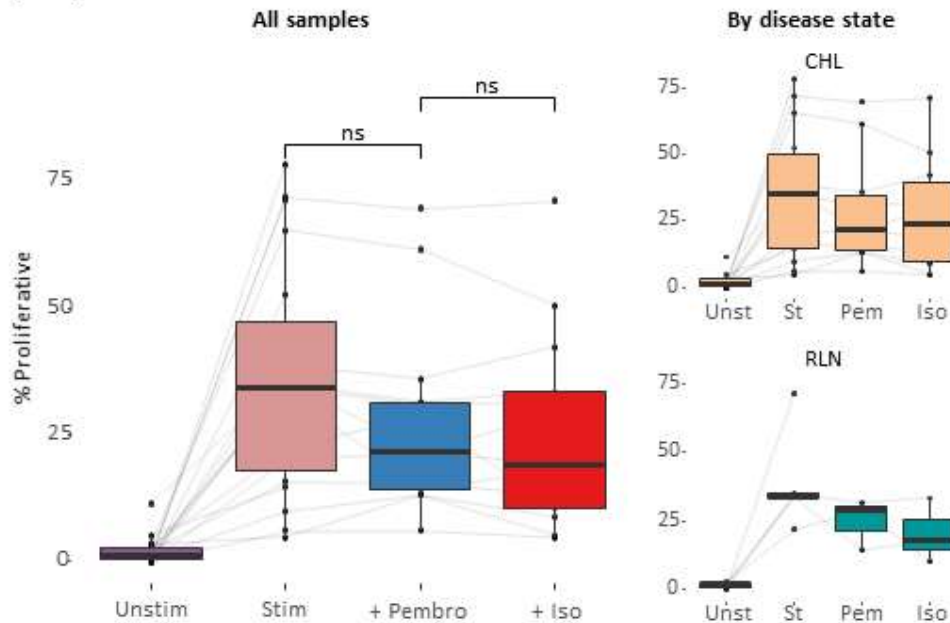 All samples
ns
ns
% Proliferative
75
50
25
0
Unstim
Stim
+ Pembro
+ Iso
By disease state
CHL
75
50
25
0
Unst
St
Pem
Iso
RLN
75
50
25
0
Unst
St
Pem
Iso